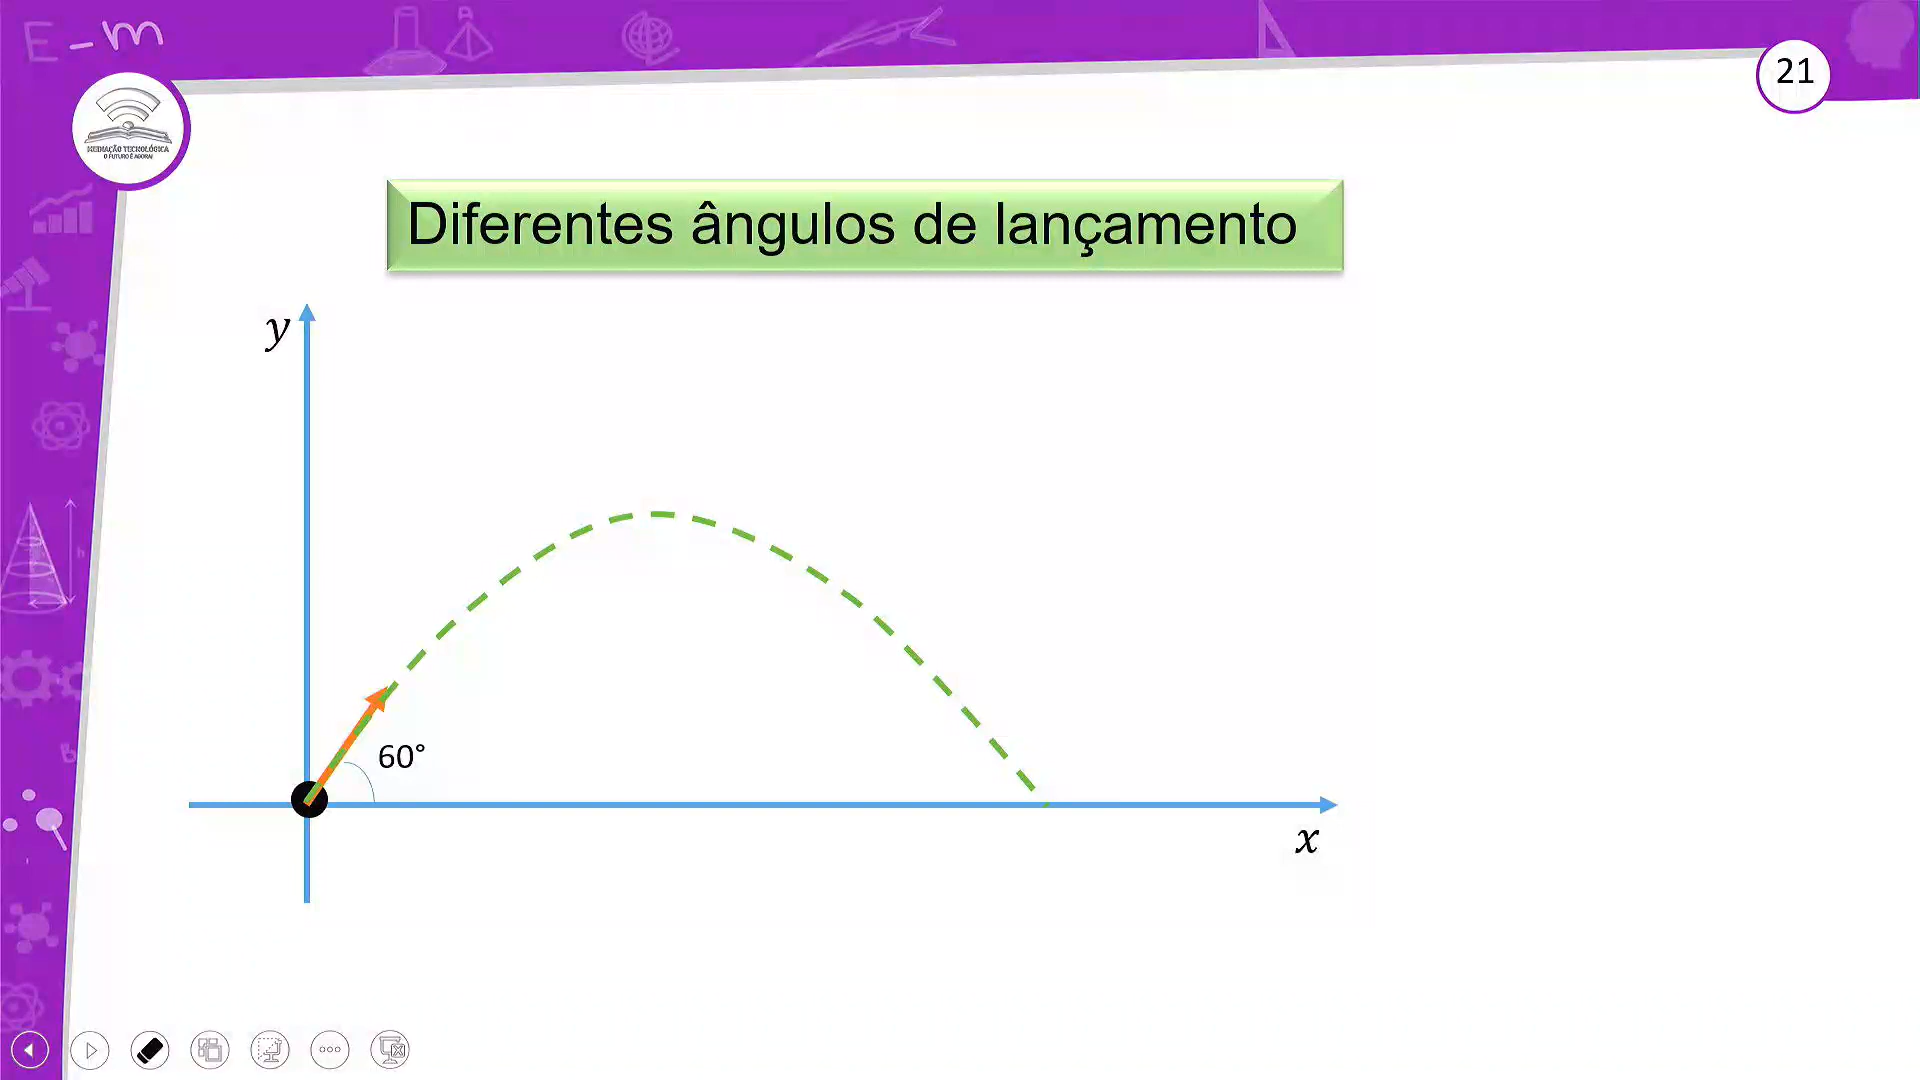 E-m
21
MEDIAÇÃO TECNOLÓGICA
O FUTURO É AGORA!
Diferentes ângulos de lançamento
y
60°
x